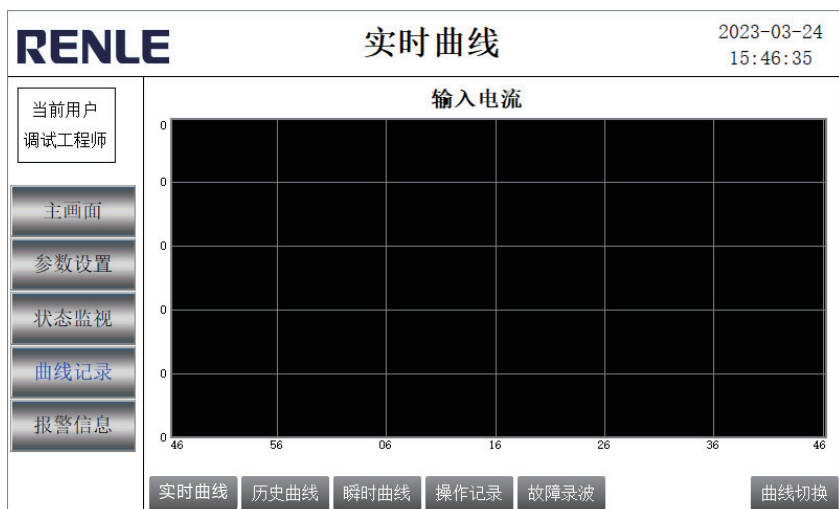 RENLE
实时曲线
2023-03-24
15:46:35
当前用户
调试工程师
主画面
参数设置
状态监视
曲线记录
报警信息
输入电流
0
0
0
0
0
0
46 56 06 16 26 36 46
实时曲线 历史曲线 瞬时曲线 操作记录 故障录波 曲线切换